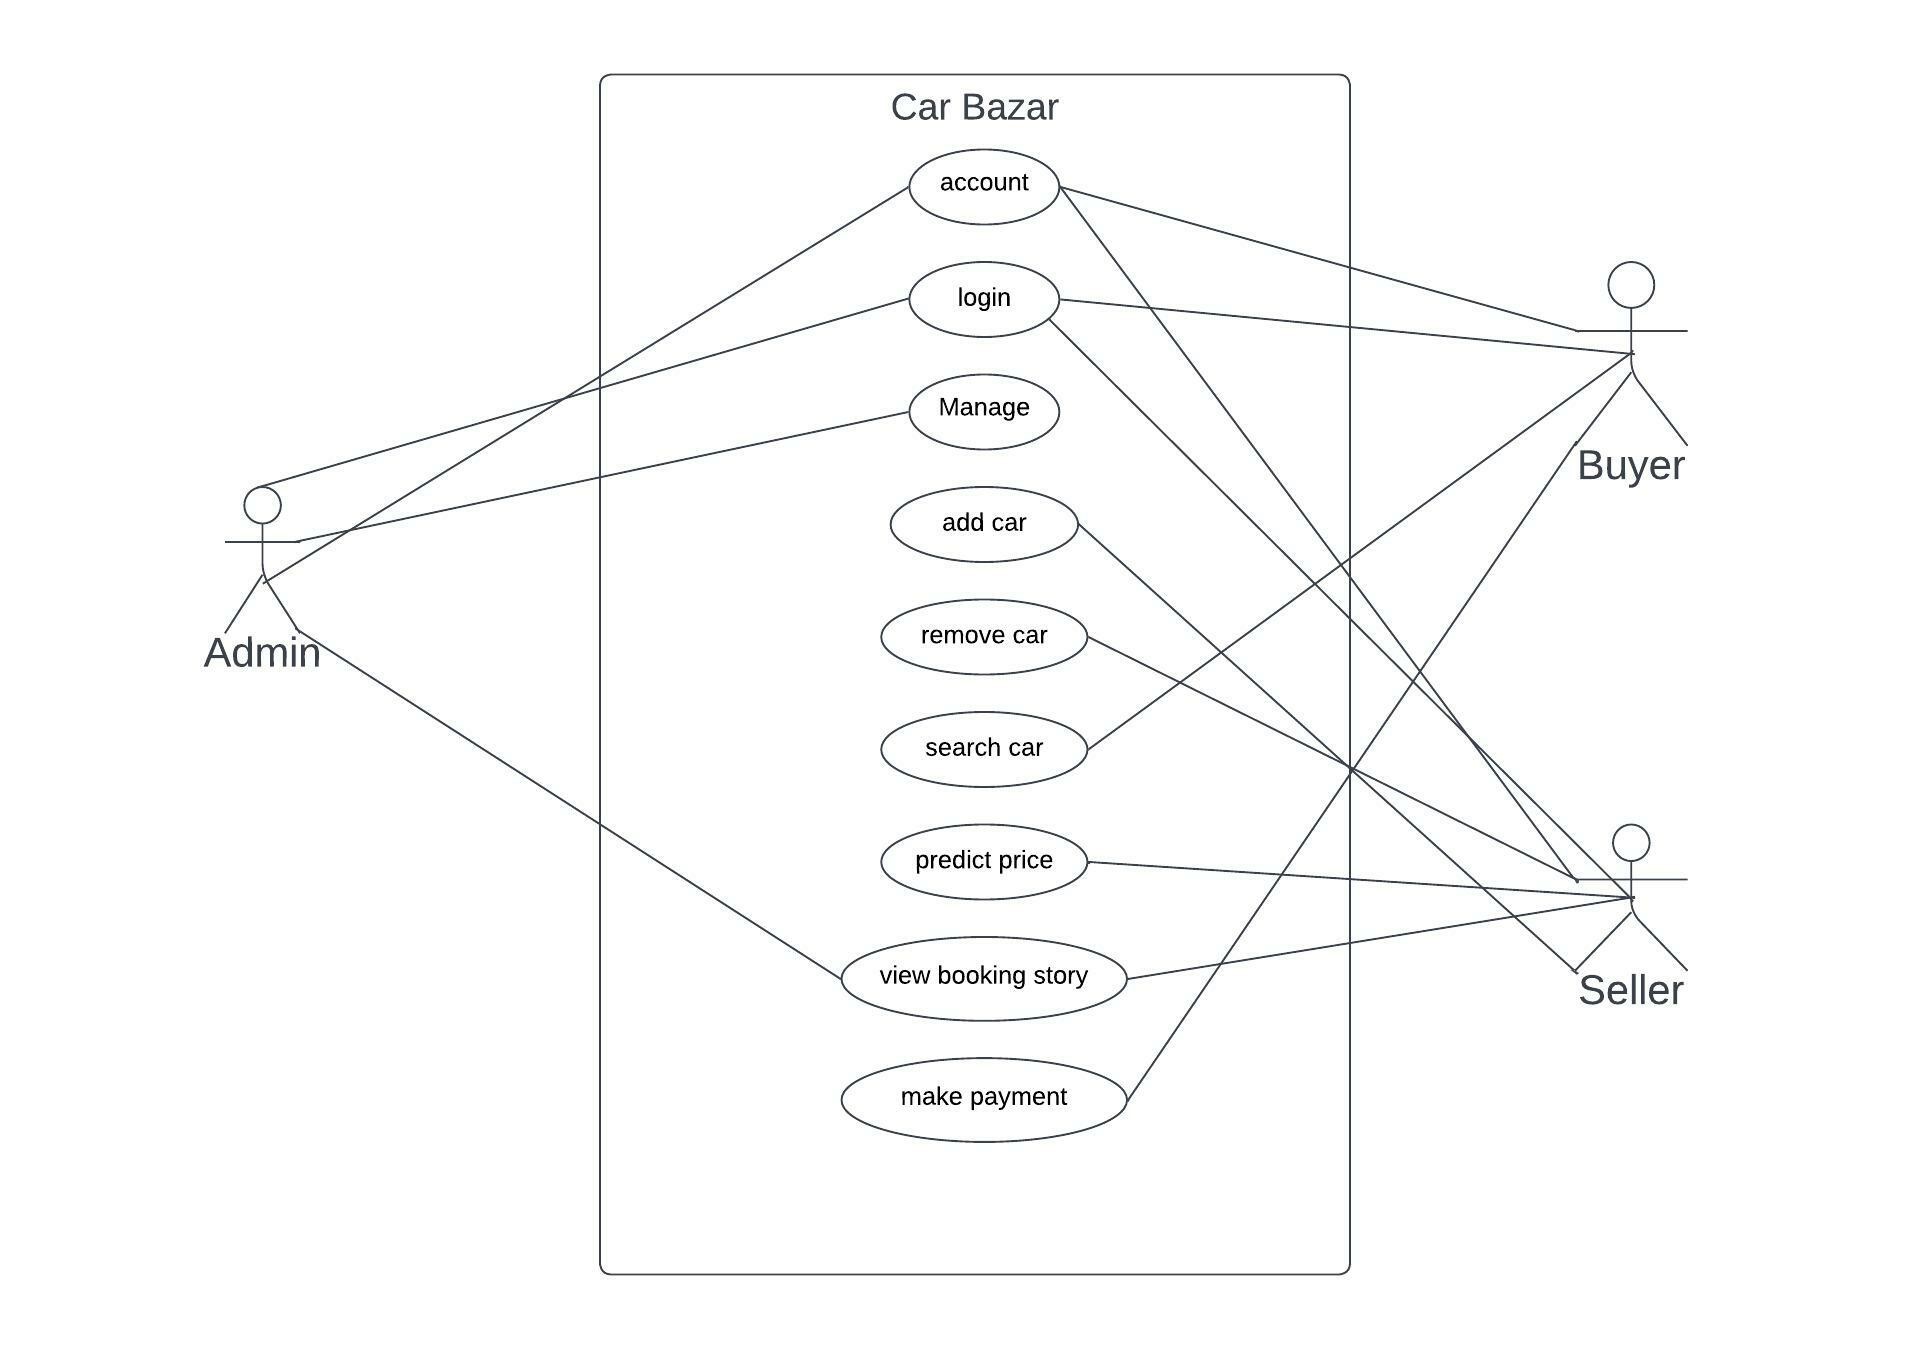 Car Bazar
account
login
Manage
add car
remove car
search car
predict price
view booking story
make payment
Admin
Buyer
Seller